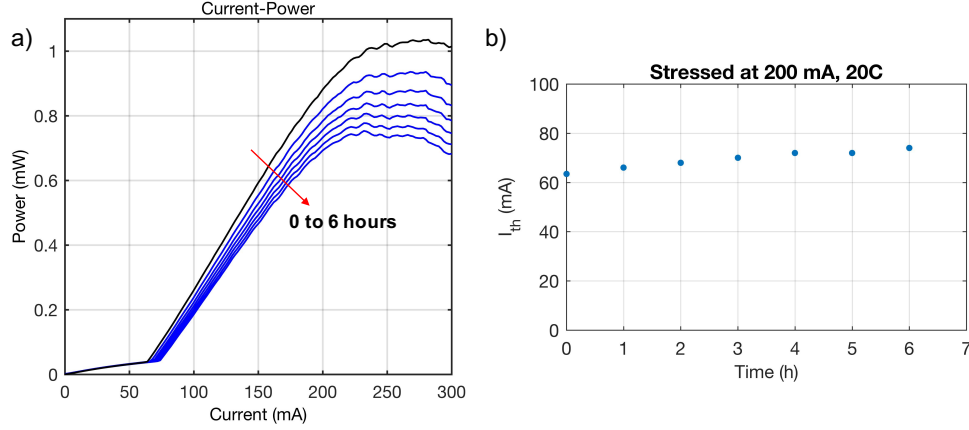 a)
Current-Power
Power (mW)
1
0.8
0.6
0.4
0.2
0
0 to 6 hours
0 50 100 150 200 250 300
Current (mA)
b)
Stressed at 200 mA, 20C
I_th (mA)
100
80
60
40
20
0
0 1 2 3 4 5 6 7
Time (h)